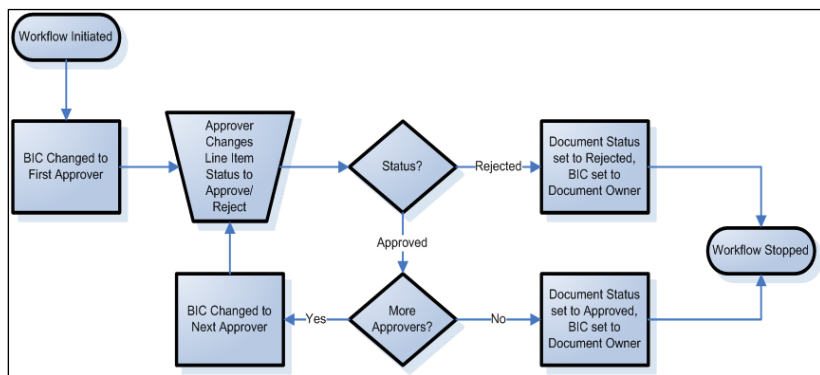 Workflow Initiated
BIC Changed to
First Approver
Approver
Changes
Line Item
Status to
Approve/
Reject
Status?
Rejected
Document Status
set to Rejected,
BIC set to
Document Owner
Approved
Workflow Stopped
BIC Changed to
Next Approver
Yes
More
Approvers?
No
Document Status
set to Approved,
BIC set to
Document Owner